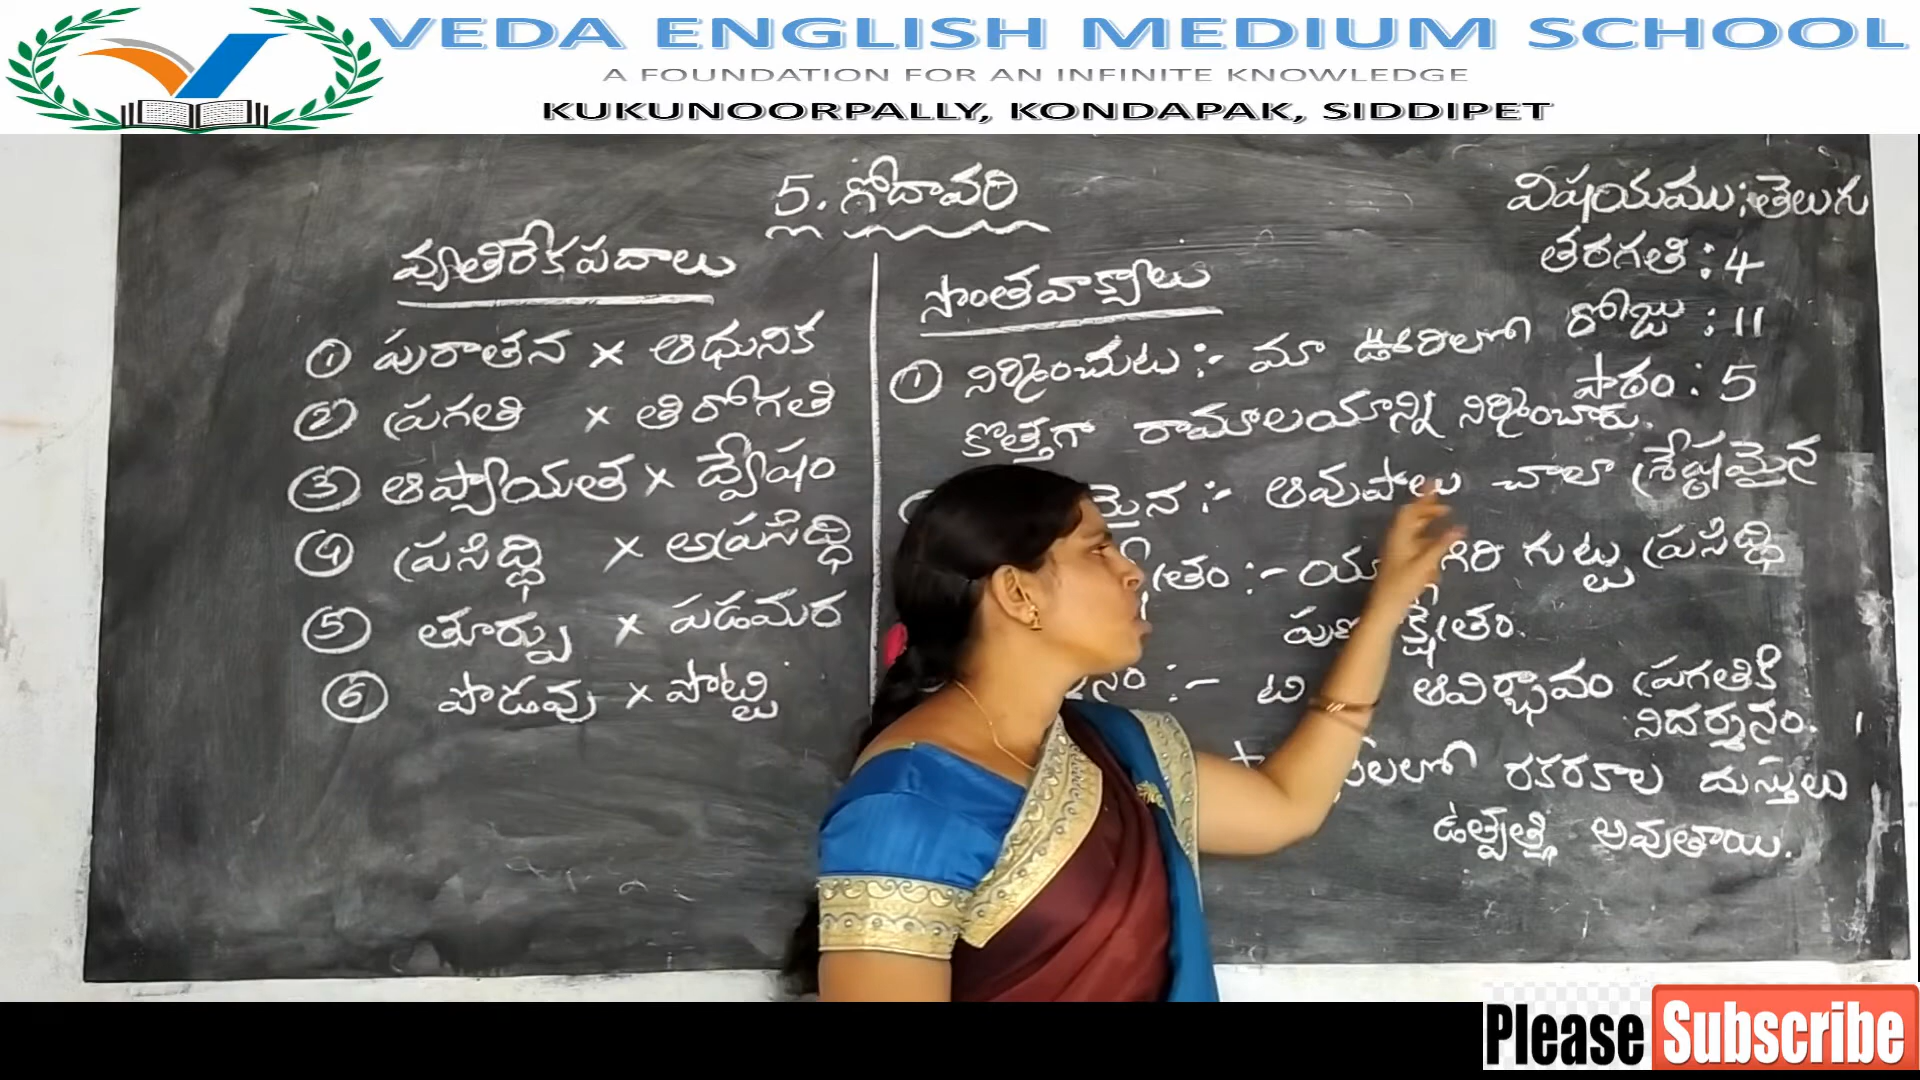 VEDA ENGLISH MEDIUM SCHOOL
A FOUNDATION FOR AN INFINITE KNOWLEDGE
KUKUNOORPALLY, KONDAPAK, SIDDIPET
5. గోదావరి
విషయము: తెలుగు
తరగతి : 4
రోజు : 11
పాఠం : 5
వ్యతిరేకపదాలు
① పురాతన × ఆధునిక
② ప్రగతి × తిరోగతి
③ ఆప్యాయత × ద్వేషం
④ ప్రసిద్ధి × అప్రసిద్ధి
⑤ తూర్పు × పడమర
⑥ పొడవు × పొట్టి
సొంతవాక్యాలు
① నిర్మించుట :- మా ఊరిలో
కొత్తగా రామాలయాన్ని నిర్మించారు.
మైన :- ఆవుపాలు చాలా శ్రేష్ఠమైన
గుట్ట ప్రసిద్ధి
:- ఆవిర్భావం ప్రగతికి
నిదర్శనం.
రకరకాల దుస్తులు
ఉత్పత్తి అవుతాయి.
Please Subscribe